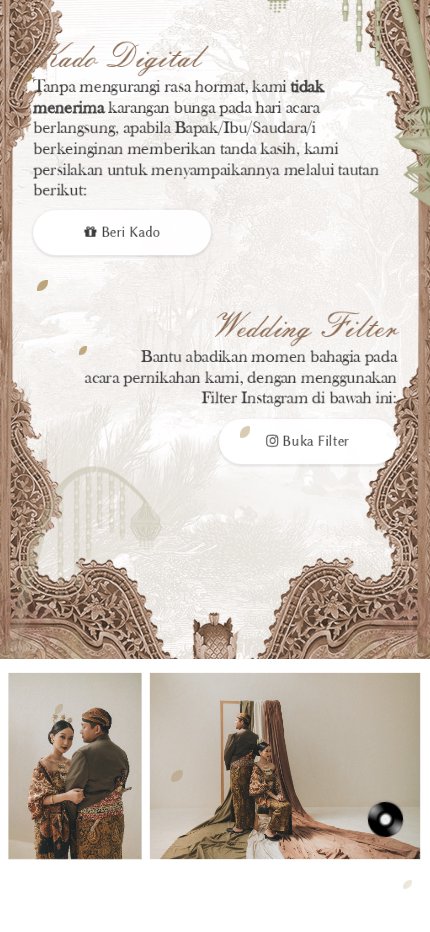 Kado Digital
Tanpa mengurangi rasa hormat, kami tidak
menerima karangan bunga pada hari acara
berlangsung, apabila Bapak/Ibu/Saudara/i
berkeinginan memberikan tanda kasih, kami
persilakan untuk menyampaikannya melalui tautan
berikut:
Beri Kado
Wedding Filter
Bantu abadikan momen bahagia pada
acara pernikahan kami, dengan menggunakan
Filter Instagram di bawah ini:
Buka Filter